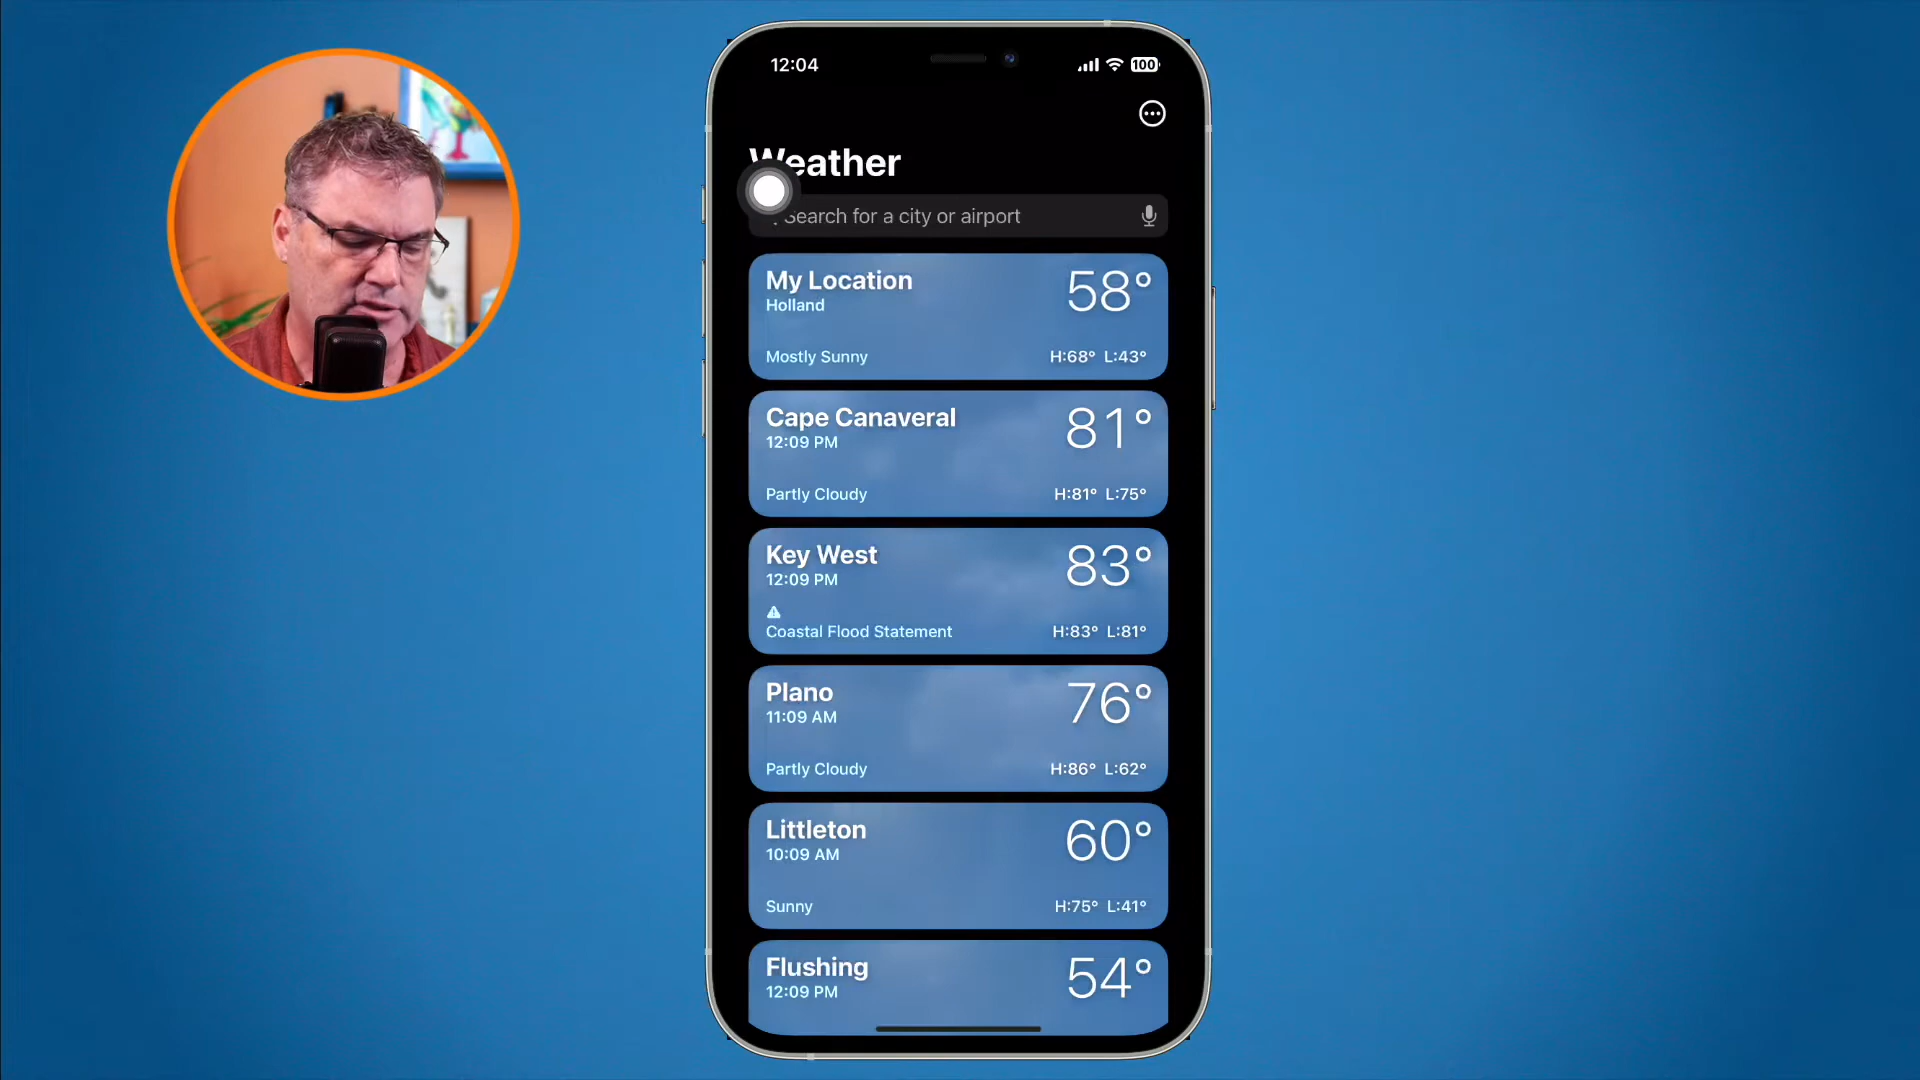 12:04
100
Weather
Search for a city or airport
My Location
58°
Holland
Mostly Sunny
H:68° L:43°
Cape Canaveral
81°
12:09 PM
Partly Cloudy
H:81° L:75°
Key West
83°
12:09 PM
Coastal Flood Statement
H:83° L:81°
Plano
76°
11:09 AM
Partly Cloudy
H:86° L:62°
Littleton
60°
10:09 AM
Sunny
H:75° L:41°
Flushing
54°
12:09 PM